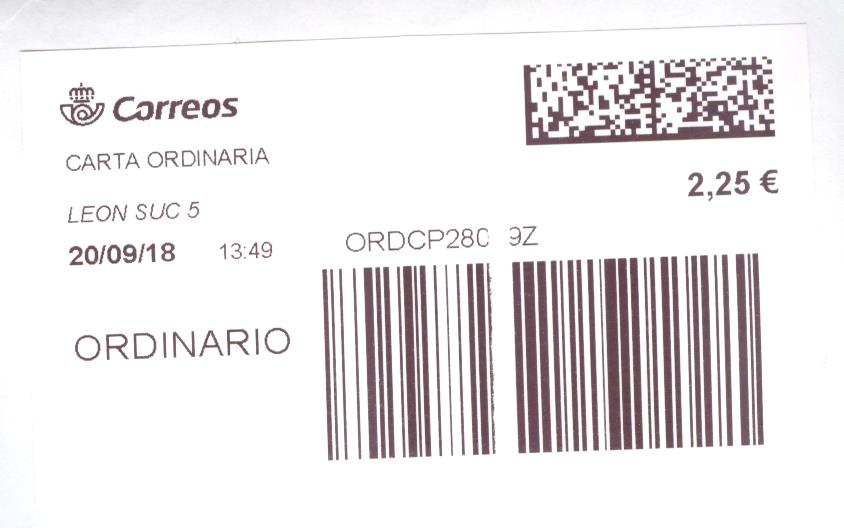 Correos
CARTA ORDINARIA
2,25 €
LEON SUC 5
20/09/18 13:49
ORDCP280 9Z
ORDINARIO